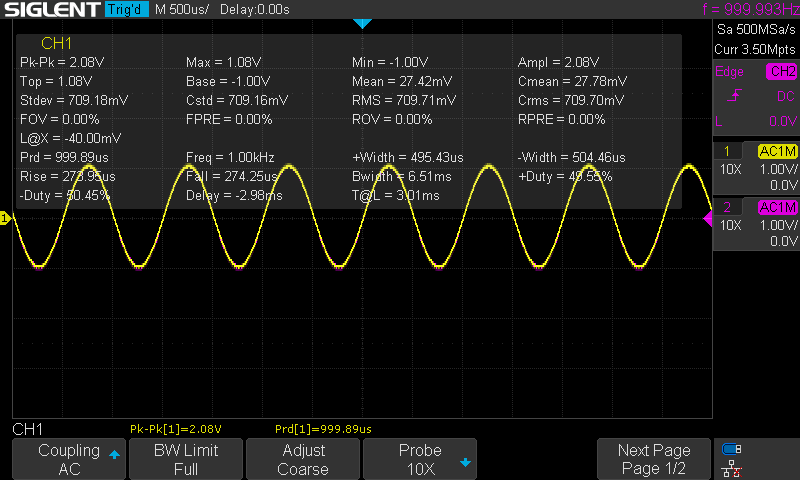 SIGLENT Trig'd M 500us/ Delay:0.00s f = 999.993Hz
Sa 500MSa/s
Curr 3.50Mpts
Edge CH2
DC
L 0.0V
1 AC1M
10X 1.00V/
0.0V
2 AC1M
10X 1.00V/
0.0V
CH1
Pk-Pk = 2.08V Max = 1.08V Min = -1.00V Ampl = 2.08V
Top = 1.08V Base = -1.00V Mean = 27.42mV Cmean = 27.78mV
Stdev = 709.18mV Cstd = 709.16mV RMS = 709.71mV Crms = 709.70mV
FOV = 0.00% FPRE = 0.00% ROV = 0.00% RPRE = 0.00%
L@X = -40.00mV
Prd = 999.89us Freq = 1.00kHz +Width = 495.43us -Width = 504.46us
Rise = 273.95us Fall = 274.25us Bwidth = 6.51ms +Duty = 49.55%
-Duty = 50.45% Delay = -2.98ms T@L = 3.01ms
1
CH1 Pk-Pk[1]=2.08V Prd[1]=999.89us
Coupling BW Limit Adjust Probe Next Page
AC Full Coarse 10X Page 1/2